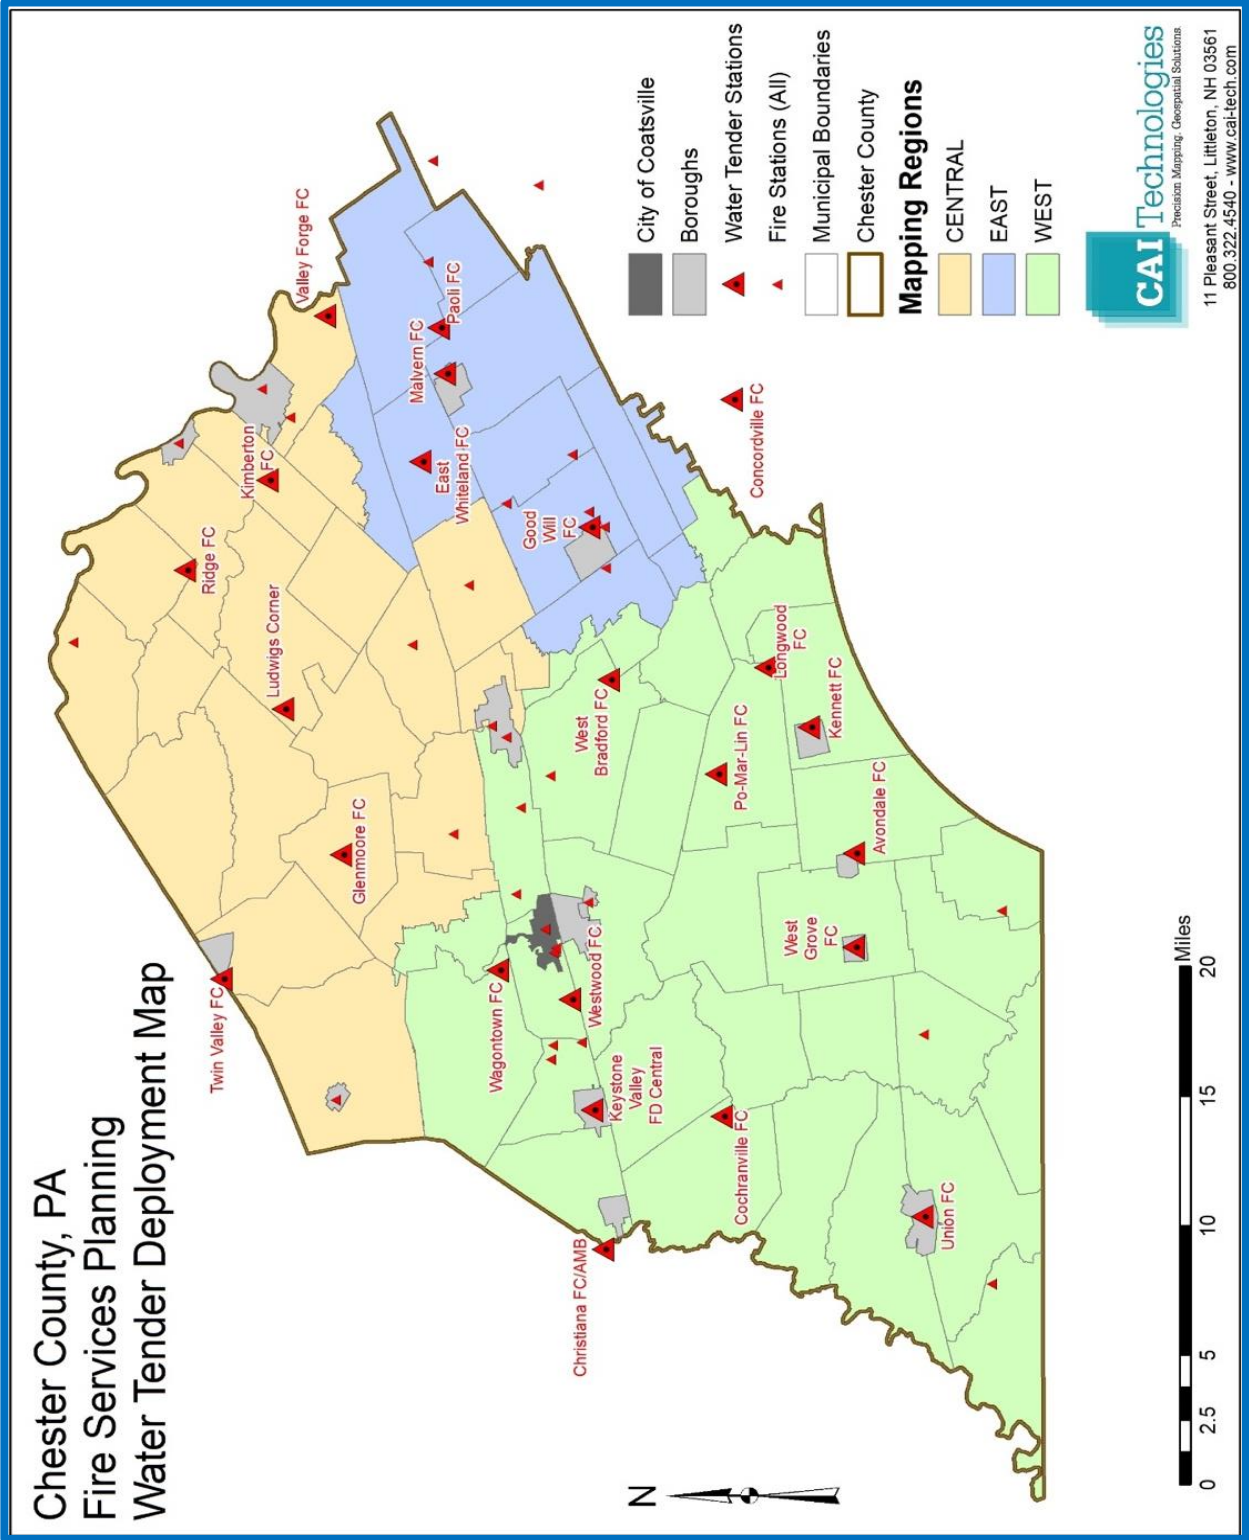 Chester County, PA
Fire Services Planning
Water Tender Deployment Map
Valley Forge FC
Kimberton
FC
Ridge FC
Ludwigs Corner
Paoli FC
Malvern FC
East
Whiteland FC
Good
Will
FC
Concordville FC
Glenmoore FC
Twin Valley FC
West
Bradford FC
Longwood
FC
Kennett FC
Po-Mar-Lin FC
Avondale FC
West
Grove
FC
Wagontown FC
Westwood FC
Keystone
Valley
FD Central
Cochranville FC
Christiana FC/AMB
Union FC
N
0 2.5 5 10 15 20
Miles
City of Coatsville
Boroughs
Water Tender Stations
Fire Stations (All)
Municipal Boundaries
Chester County
Mapping Regions
CENTRAL
EAST
WEST
CAI Technologies
Precision Mapping. Geospatial Solutions.
11 Pleasant Street, Littleton, NH 03561
800.322.4540 - www.cai-tech.com